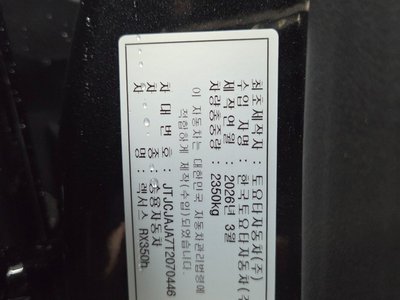 최초제작자 : 토요타자동차(주)
수입자명 : 한국토요타자동차(주
제작연월 : 2026년 3월
차량총중량 : 2350kg
이 자동차는 대한민국 자동차관리법령에
적합하게 제작(수입)되었습니다.
차대번호 : JTJCJAJA7T2070446
차종 : 승용자동차
차명 : 렉서스 RX350h